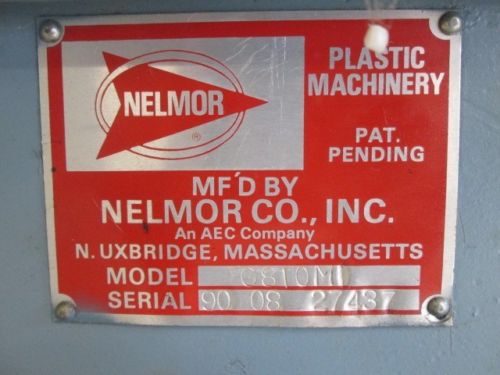 NELMOR
®
PLASTIC
MACHINERY
PAT.
PENDING
MF'D BY
NELMOR CO., INC.
An AEC Company
N. UXBRIDGE, MASSACHUSETTS
MODEL G810M1
SERIAL 90 08 27437